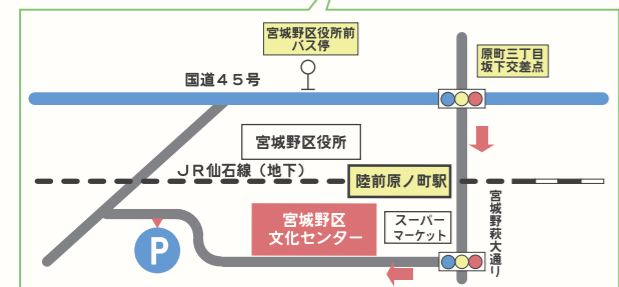 宮城野区役所前
バス停
原町三丁目
坂下交差点
国道45号
宮城野区役所
JR仙石線（地下）
陸前原ノ町駅
宮城野萩大通り
宮城野区
文化センター
スーパー
マーケット
P